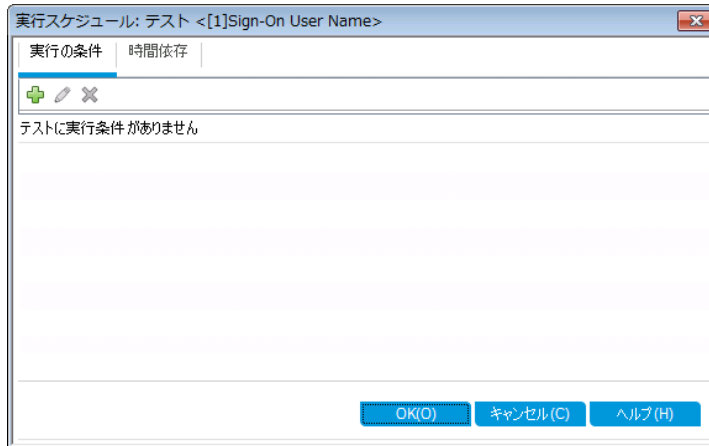 実行スケジュール: テスト <[1]Sign-On User Name>
実行の条件 時間依存
テストに実行条件がありません
OK(O) キャンセル(C) ヘルプ(H)